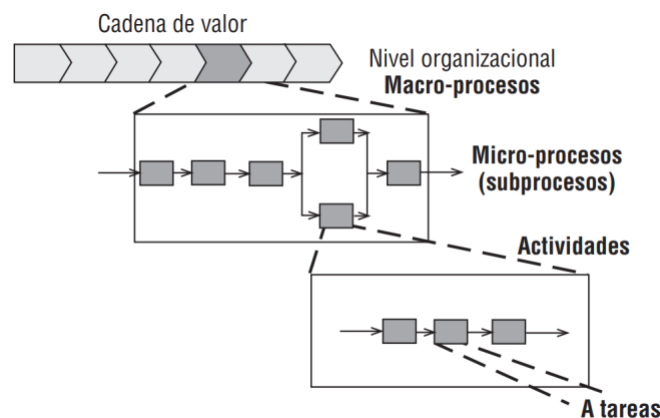 Cadena de valor
Nivel organizacional
Macro-procesos
Micro-procesos
(subprocesos)
Actividades
A tareas